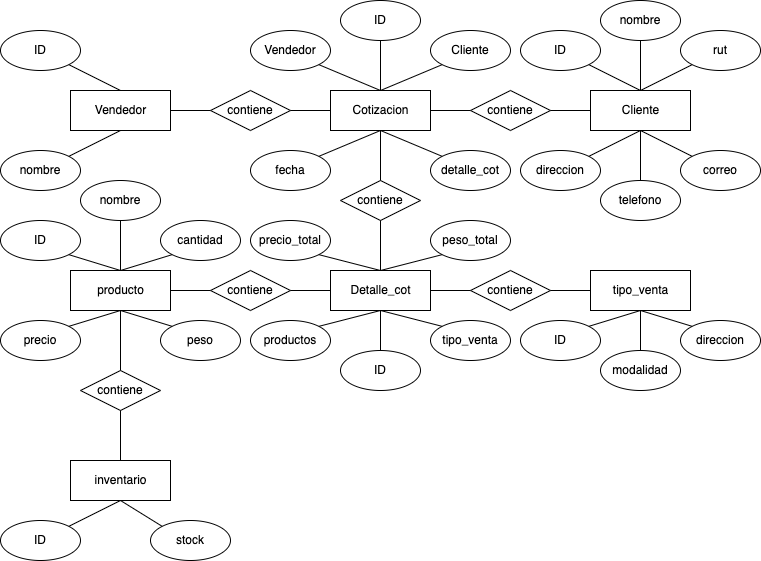 ID
nombre
ID
Vendedor
Cliente
ID
rut
Vendedor
contiene
Cotizacion
contiene
Cliente
nombre
fecha
detalle_cot
direccion
correo
nombre
contiene
telefono
ID
cantidad
precio_total
peso_total
producto
contiene
Detalle_cot
contiene
tipo_venta
precio
peso
productos
tipo_venta
ID
direccion
ID
modalidad
contiene
inventario
ID
stock